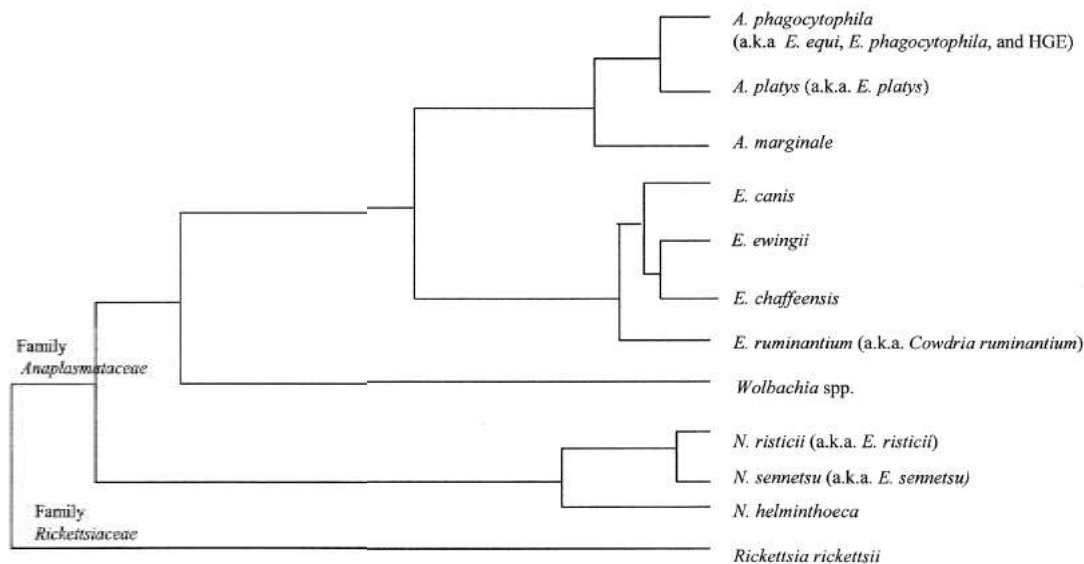 A. phagocytophila
(a.k.a E. equi, E. phagocytophila, and HGE)
A. platys (a.k.a. E. platys)
A. marginale
E. canis
E. ewingii
E. chaffeensis
E. ruminantium (a.k.a. Cowdria ruminantium)
Family
Anaplasmataceae
Wolbachia spp.
N. risticii (a.k.a. E. risticii)
N. sennetsu (a.k.a. E. sennetsu)
N. helminthoeca
Family
Rickettsiaceae
Rickettsia rickettsii